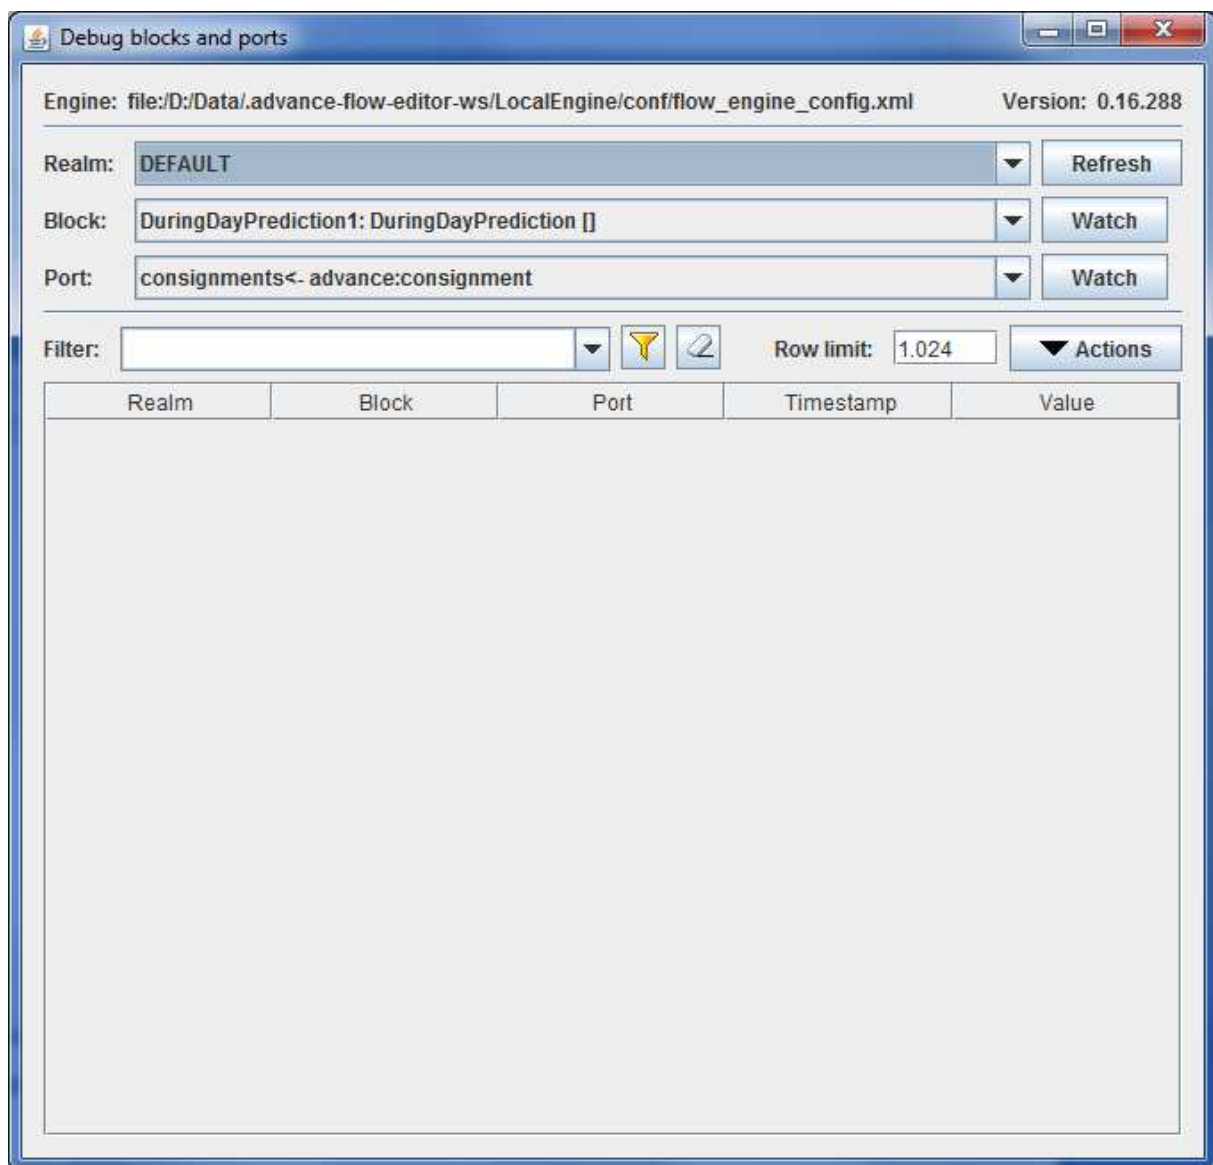 Debug blocks and ports
Engine: file:/D:/Data/.advance-flow-editor-ws/LocalEngine/conf/flow_engine_config.xml Version: 0.16.288
Realm: DEFAULT Refresh
Block: DuringDayPrediction1: DuringDayPrediction [] Watch
Port: consignments<- advance:consignment Watch
Filter: Row limit: 1.024 Actions
Realm Block Port Timestamp Value